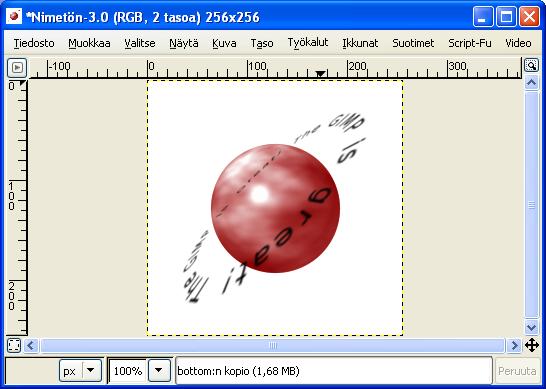 *Nimetön-3.0 (RGB, 2 tasoa) 256x256
Tiedosto Muokkaa Valitse Näytä Kuva Taso Työkalut Ikkunat Suotimet Script-Fu Video
-100 0 100 200 300
0
100
200
The GIMP is great!
px 100% bottom:n kopio (1,68 MB) Peruuta